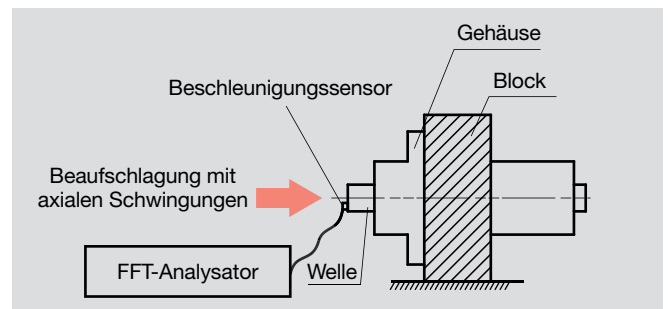 Gehäuse
Block
Beschleunigungssensor
Beaufschlagung mit
axialen Schwingungen
FFT-Analysator
Welle